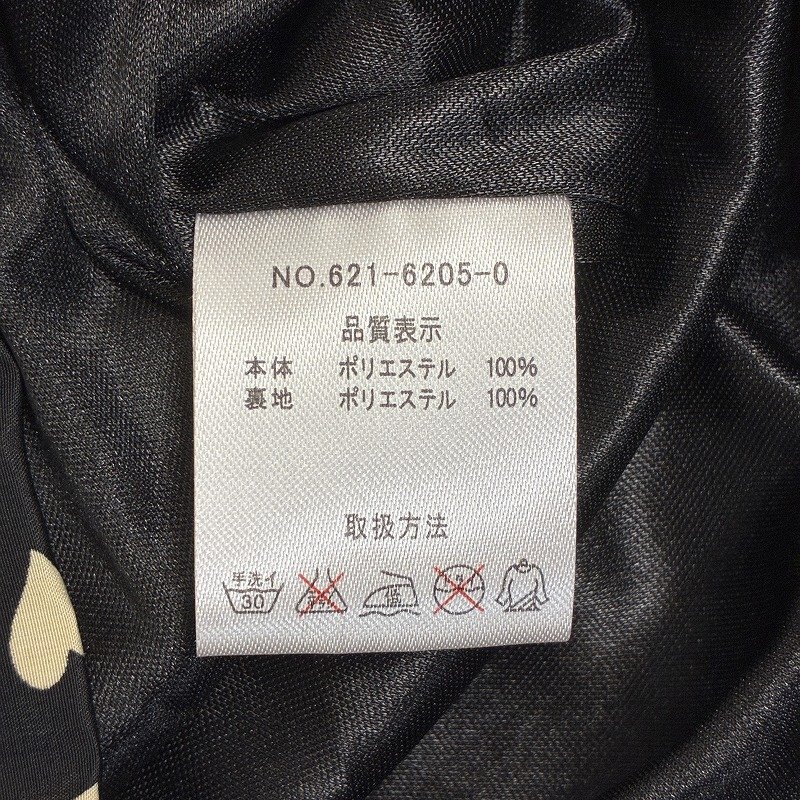 NO.621-6205-0
品質表示
本体 ポリエステル 100%
裏地 ポリエステル 100%
取扱方法
手洗イ
30